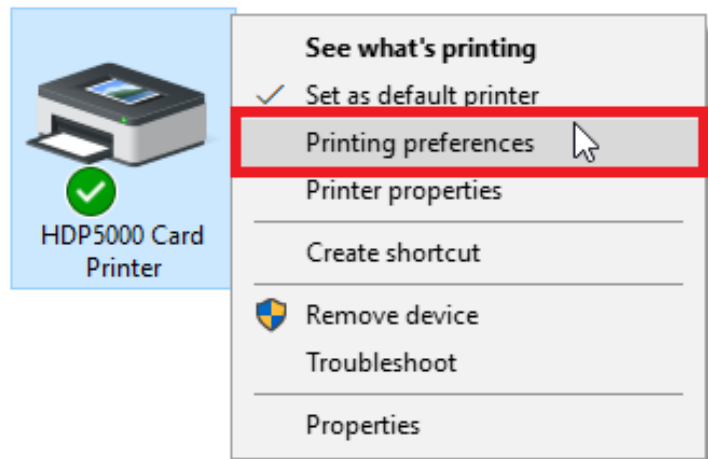 See what's printing
Set as default printer
Printing preferences
Printer properties
Create shortcut
Remove device
Troubleshoot
Properties
HDP5000 Card
Printer